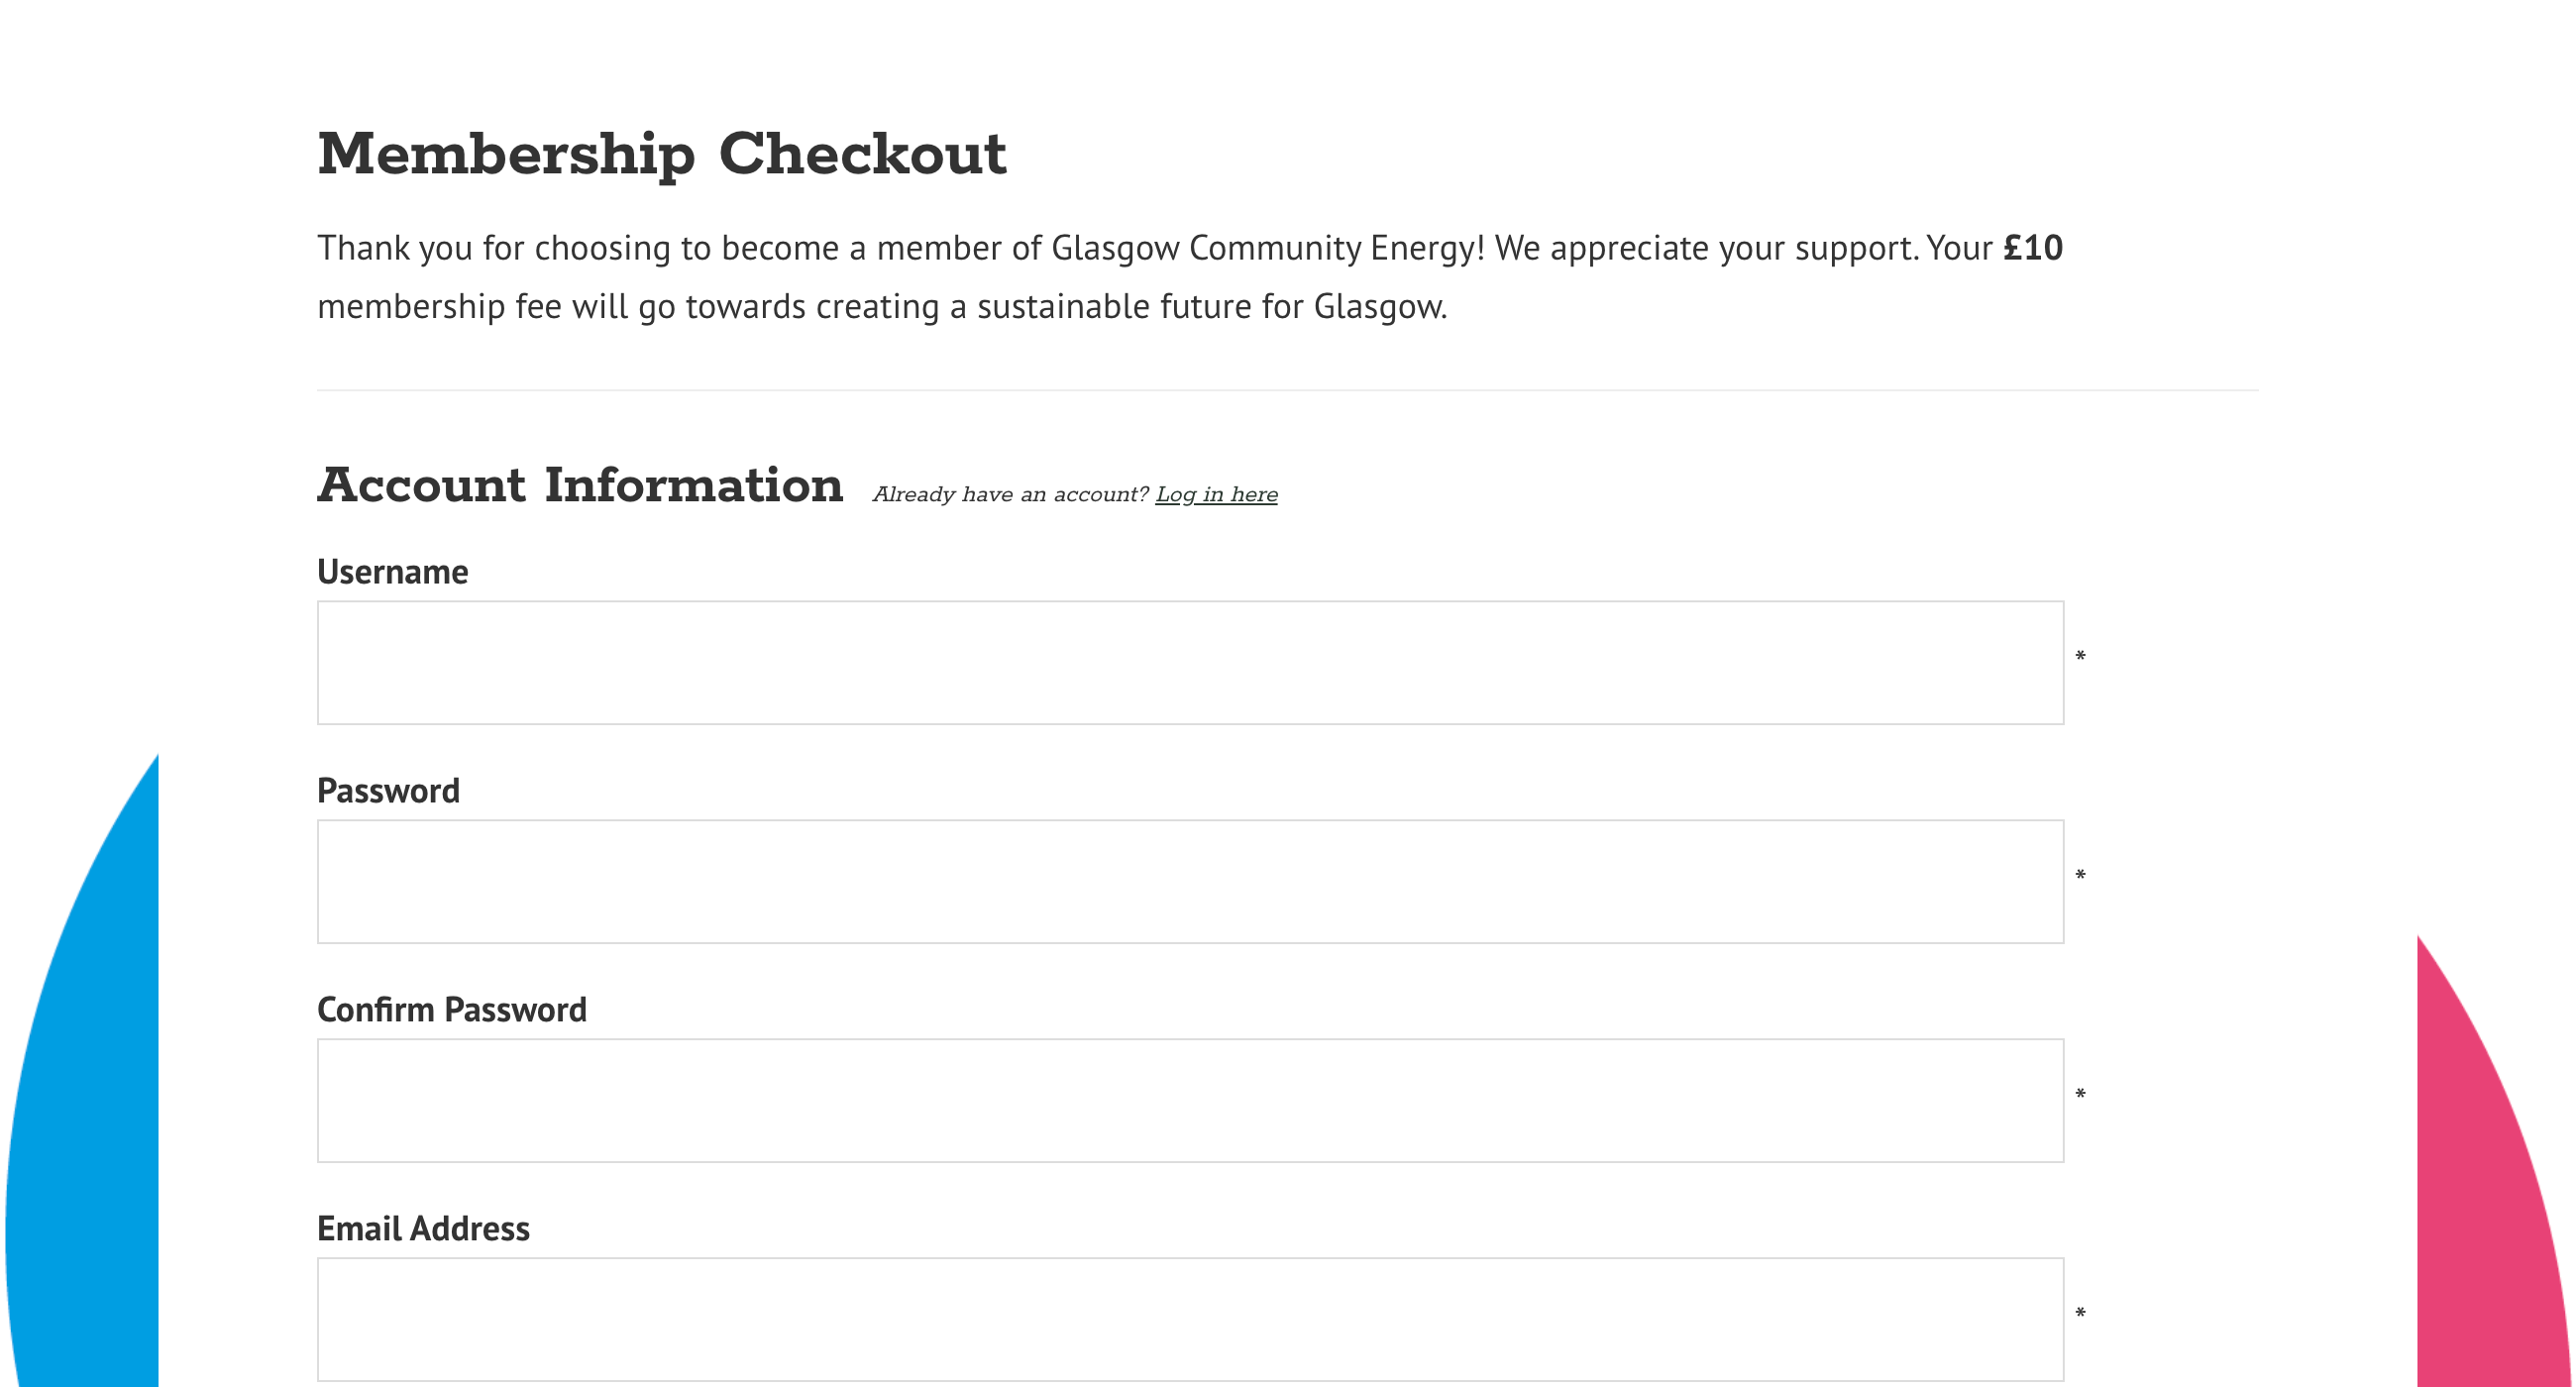 Membership Checkout
Thank you for choosing to become a member of Glasgow Community Energy! We appreciate your support. Your £10
membership fee will go towards creating a sustainable future for Glasgow.
Account Information Already have an account? Log in here
Username
*
Password
*
Confirm Password
*
Email Address
*